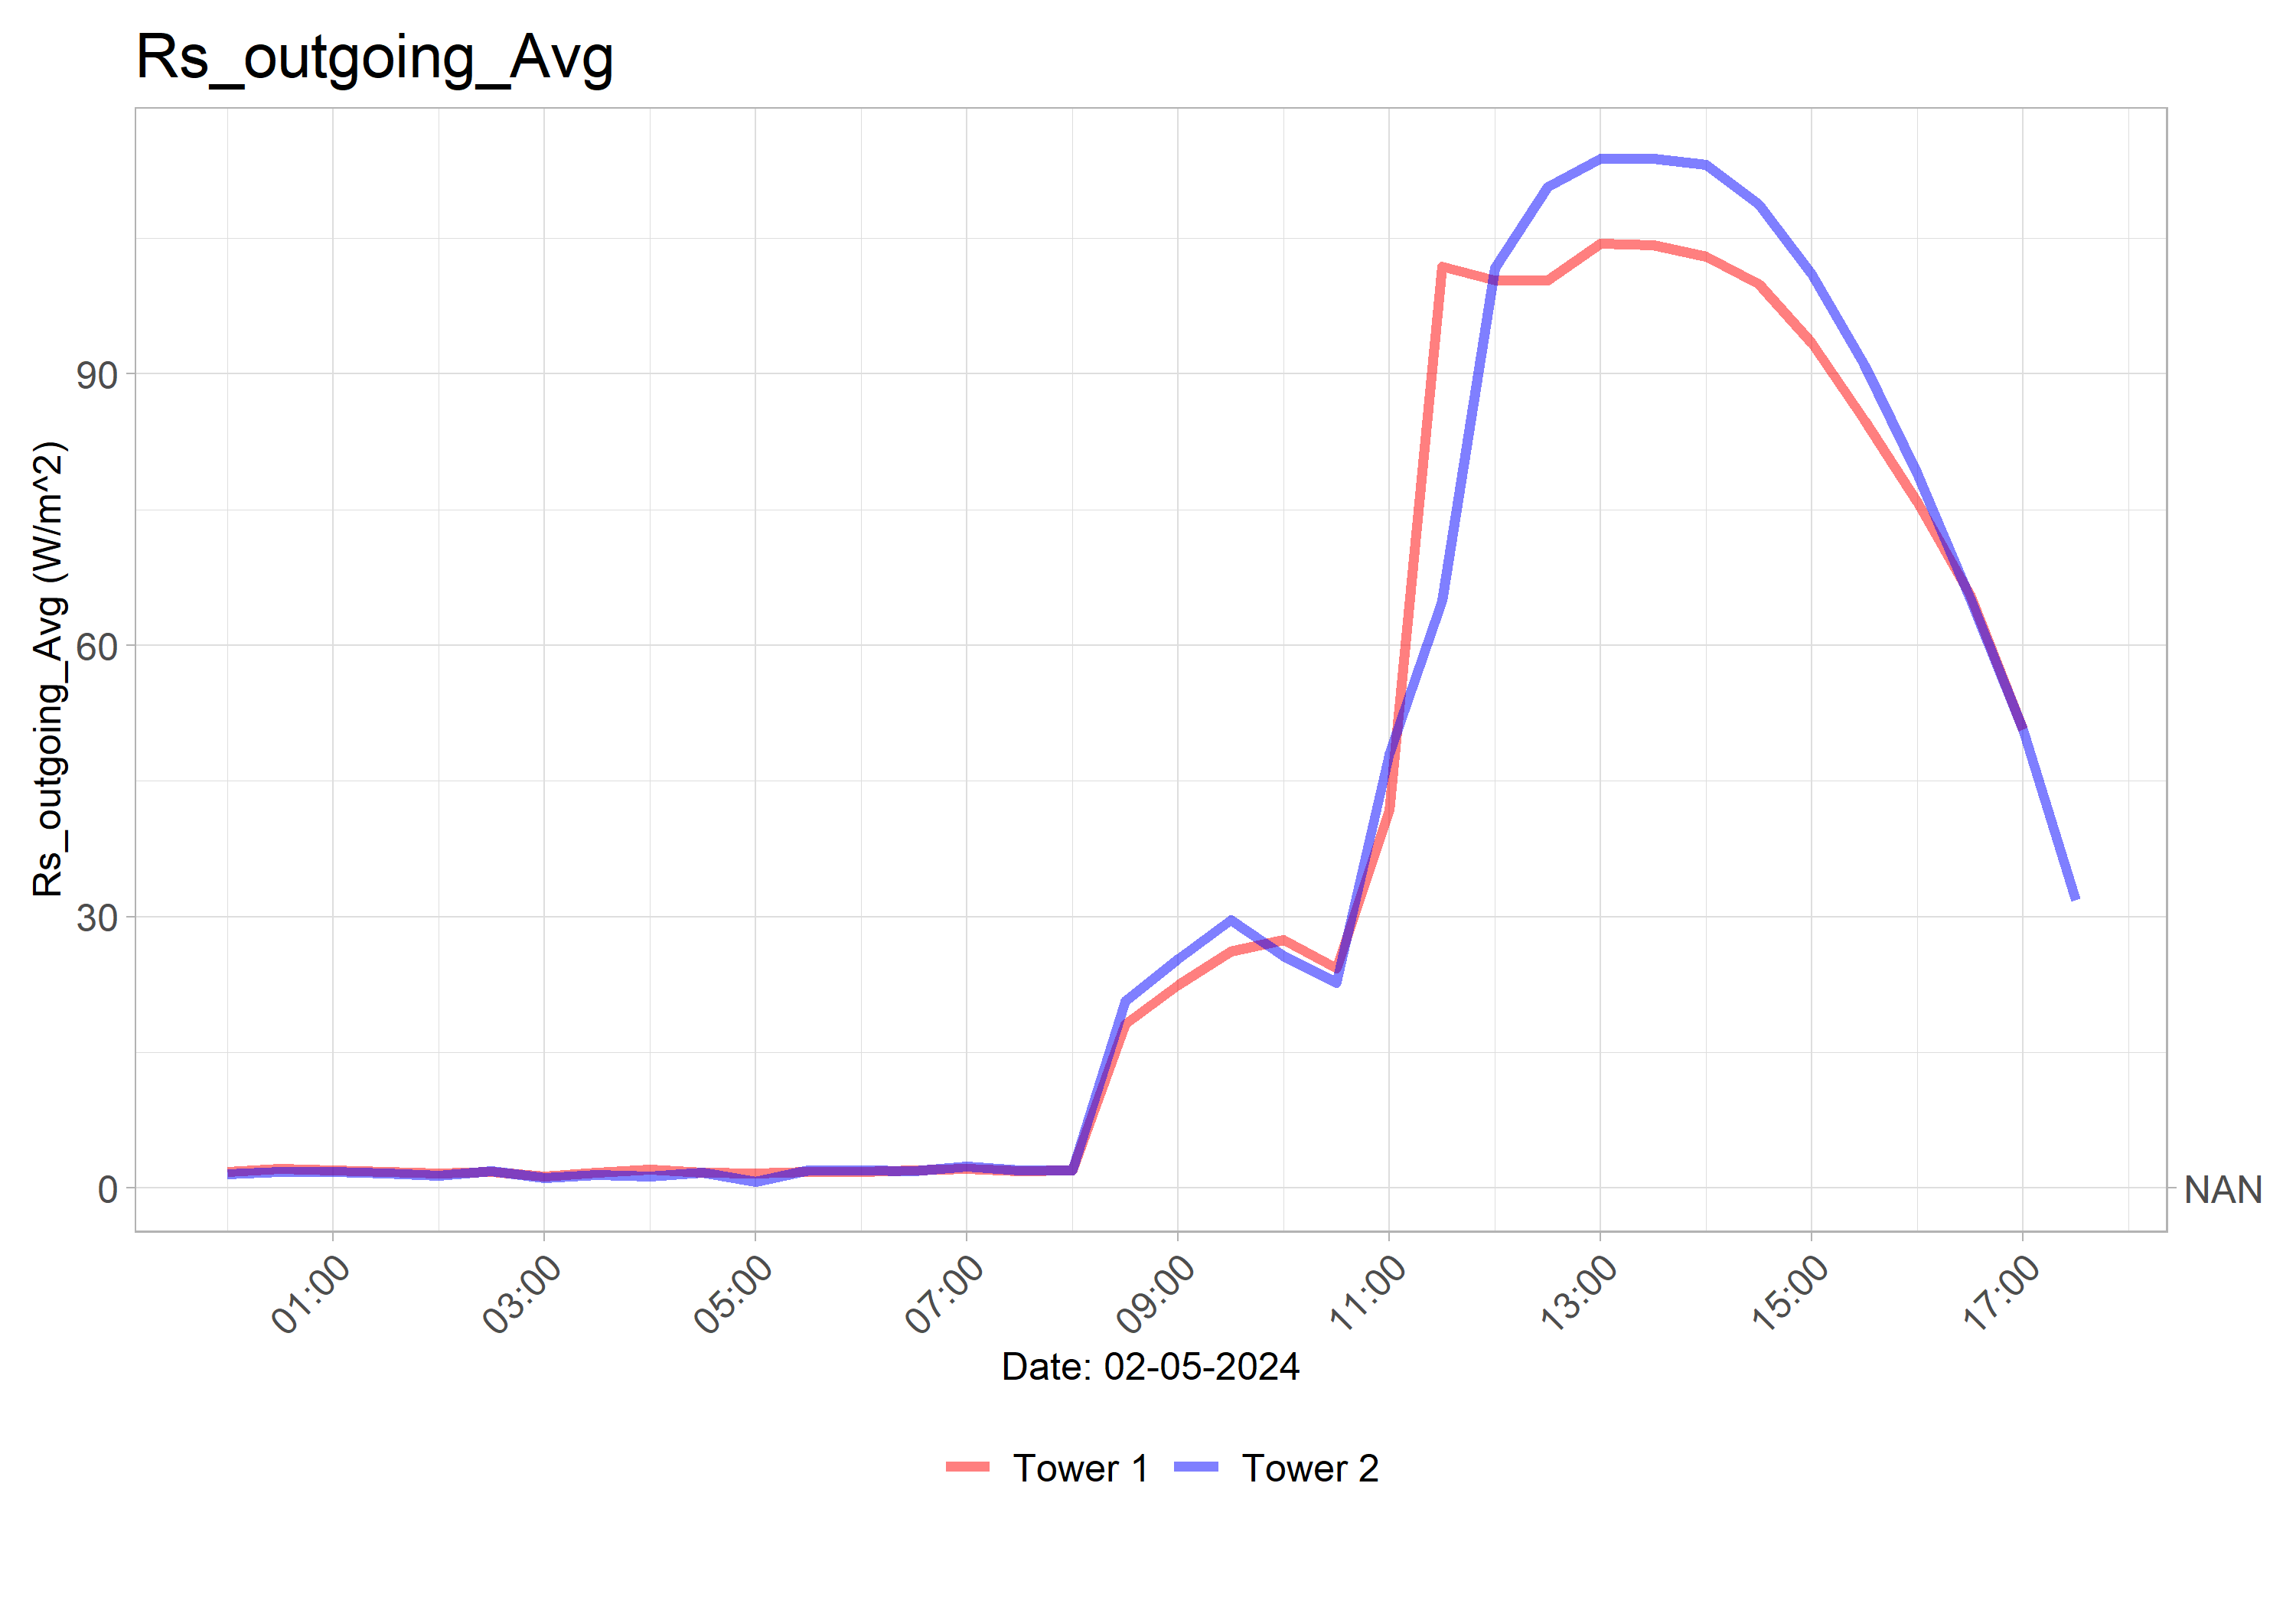 Rs_outgoing_Avg
Rs_outgoing_Avg (W/m^2)
90
60
30
0
NAN
01:00
03:00
05:00
07:00
09:00
11:00
13:00
15:00
17:00
Date: 02-05-2024
Tower 1
Tower 2